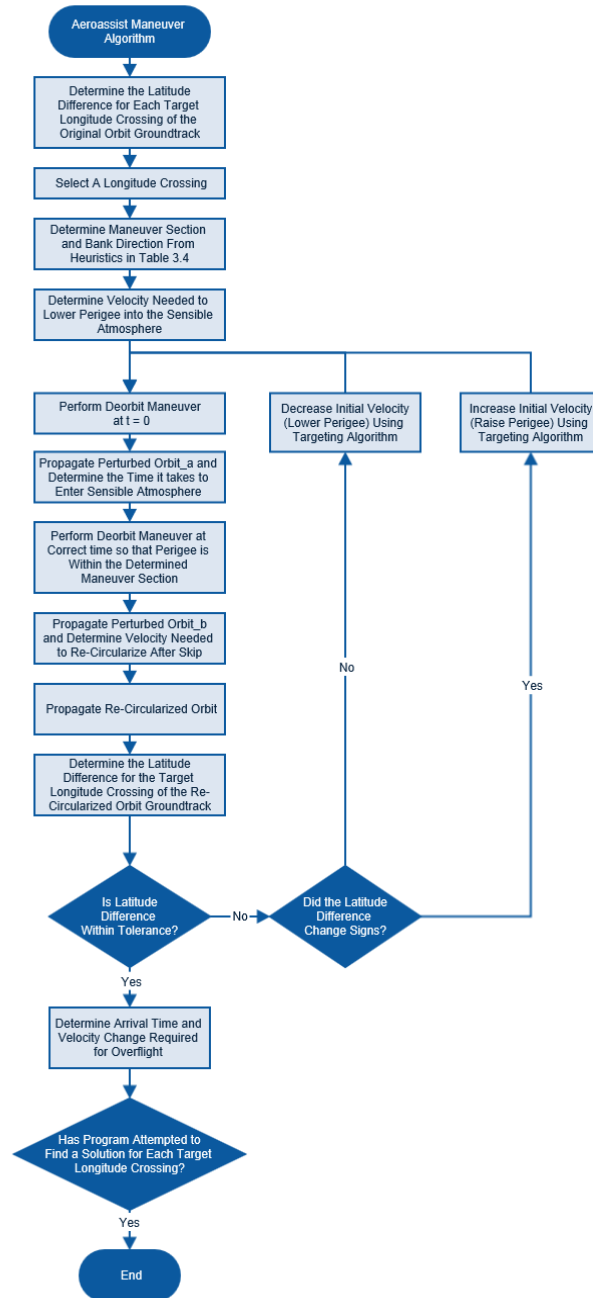 Aeroassist Maneuver
Algorithm
Determine the Latitude
Difference for Each Target
Longitude Crossing of the
Original Orbit Groundtrack
Select A Longitude Crossing
Determine Maneuver Section
and Bank Direction From
Heuristics in Table 3.4
Determine Velocity Needed to
Lower Perigee into the Sensible
Atmosphere
Perform Deorbit Maneuver
at t = 0
Decrease Initial Velocity
(Lower Perigee) Using
Targeting Algorithm
Increase Initial Velocity
(Raise Perigee) Using
Targeting Algorithm
Propagate Perturbed Orbit_a and
Determine the Time it takes to
Enter Sensible Atmosphere
Perform Deorbit Maneuver at
Correct time so that Perigee is
Within the Determined
Maneuver Section
Propagate Perturbed Orbit_b
and Determine Velocity Needed
to Re-Circularize After Skip
No
Yes
Propagate Re-Circularized Orbit
Determine the Latitude
Difference for the Target
Longitude Crossing of the Re-
Circularized Orbit Groundtrack
Is Latitude
Difference
Within Tolerance?
No
Did the Latitude
Difference
Change Signs?
Yes
Determine Arrival Time and
Velocity Change Required
for Overflight
Has Program Attempted to
Find a Solution for Each Target
Longitude Crossing?
Yes
End